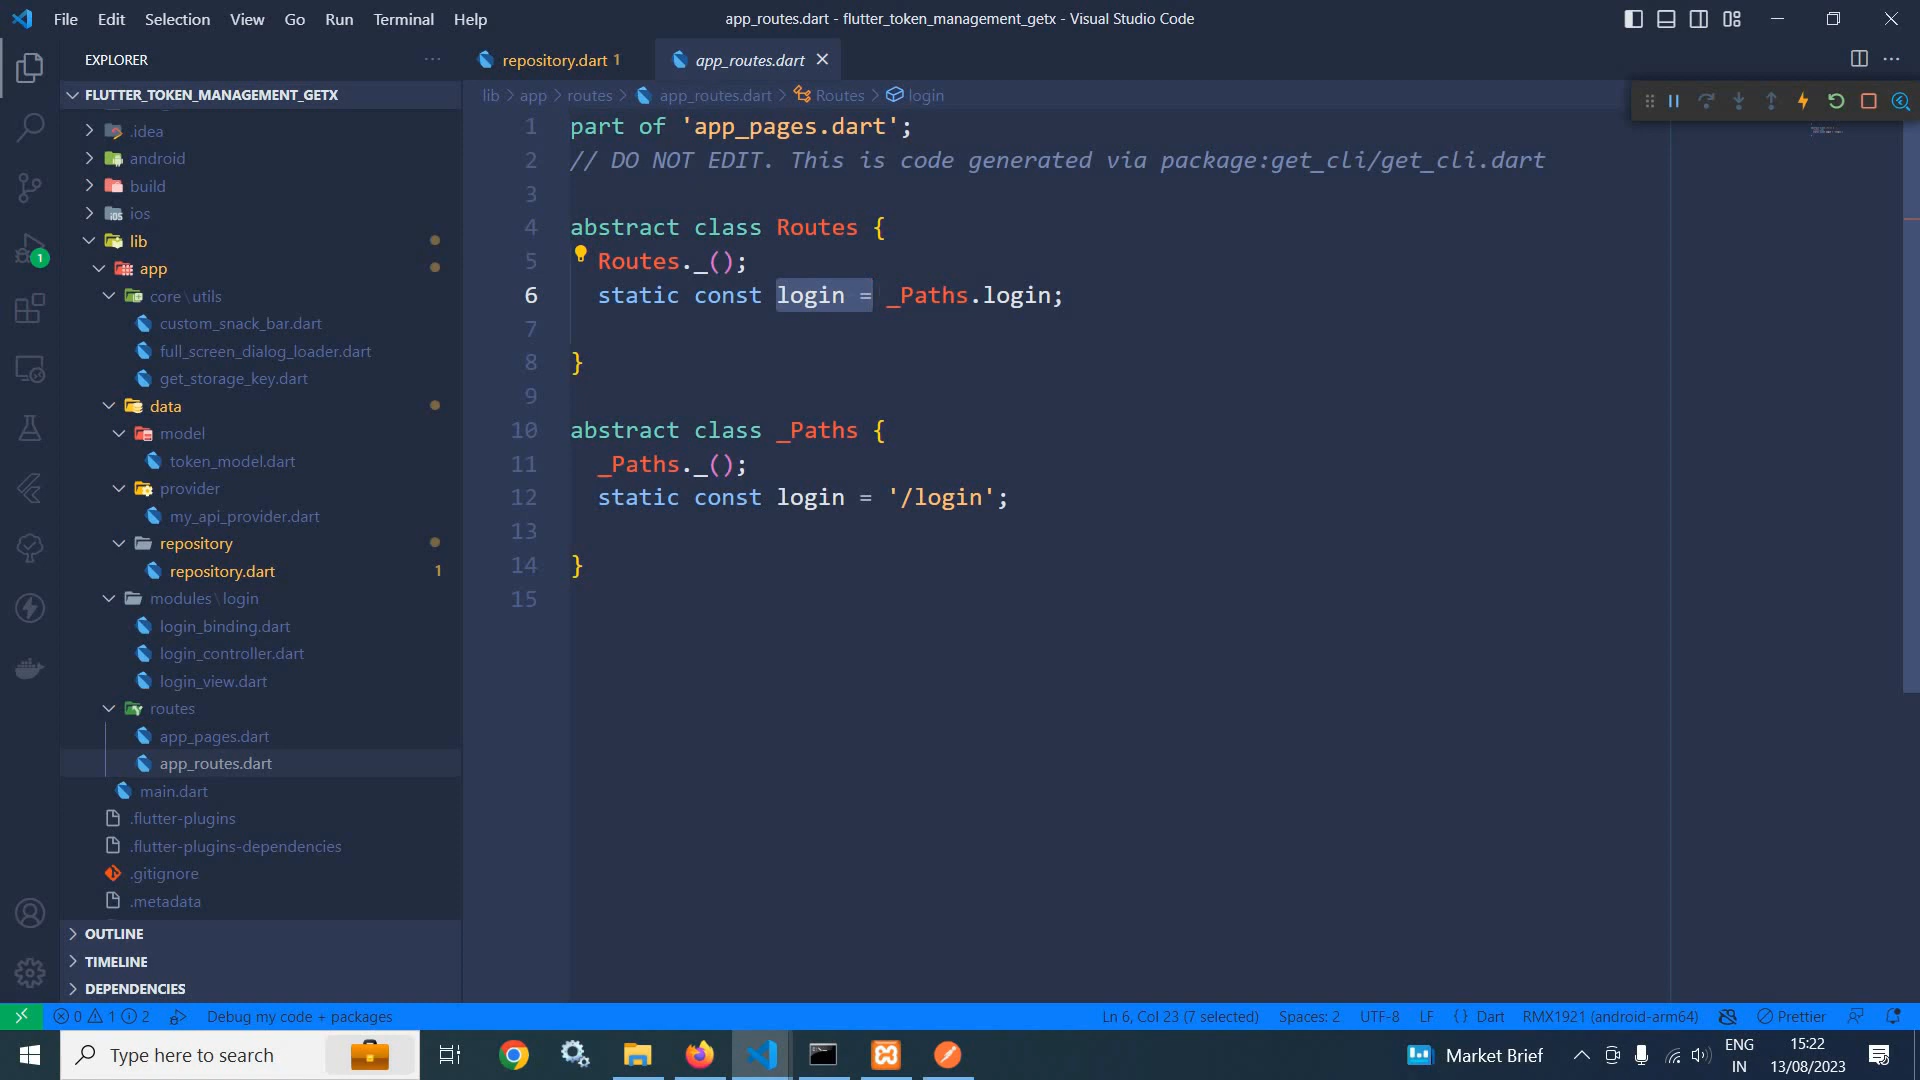 File Edit Selection View Go Run Terminal Help
app_routes.dart - flutter_token_management_getx - Visual Studio Code
EXPLORER
FLUTTER_TOKEN_MANAGEMENT_GETX
.idea
android
build
ios
lib
app
core\utils
custom_snack_bar.dart
full_screen_dialog_loader.dart
get_storage_key.dart
data
model
token_model.dart
provider
my_api_provider.dart
repository
repository.dart 1
modules\login
login_binding.dart
login_controller.dart
login_view.dart
routes
app_pages.dart
app_routes.dart
main.dart
.flutter-plugins
.flutter-plugins-dependencies
.gitignore
.metadata
OUTLINE
TIMELINE
DEPENDENCIES
1
repository.dart 1
app_routes.dart
lib > app > routes > app_routes.dart > Routes > login
1 part of 'app_pages.dart';
2 // DO NOT EDIT. This is code generated via package:get_cli/get_cli.dart
3
4 abstract class Routes {
5 Routes._();
6 static const login = _Paths.login;
7
8 }
9
10 abstract class _Paths {
11 _Paths._();
12 static const login = '/login';
13
14 }
15
0 1 2 Debug my code + packages
Ln 6, Col 23 (7 selected) Spaces: 2 UTF-8 LF {} Dart RMX1921 (android-arm64) Prettier
Type here to search
Market Brief
ENG
IN
15:22
13/08/2023